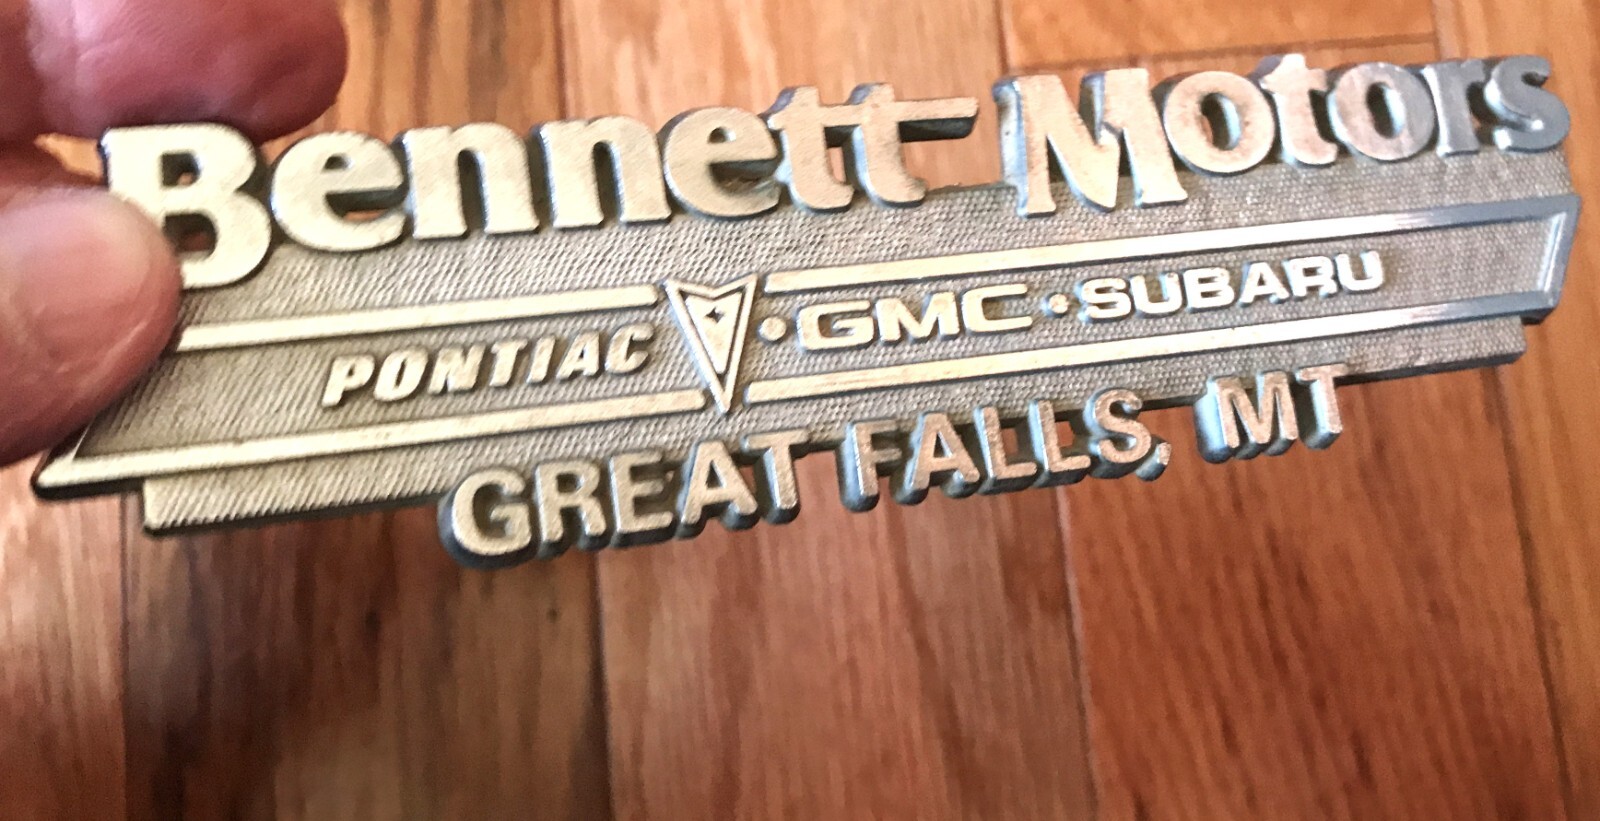 Bennett Motors
PONTIAC • GMC • SUBARU
GREAT FALLS, MT